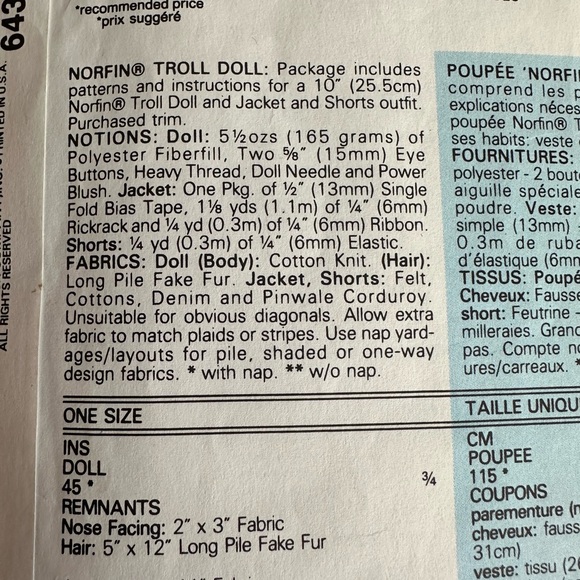 *recommended price
*prix suggéré
643
PRINTED IN U.S.A.
ALL RIGHTS RESERVED
NORFIN® TROLL DOLL: Package includes
patterns and instructions for a 10" (25.5cm)
Norfin® Troll Doll and Jacket and Shorts outfit.
Purchased trim.
NOTIONS: Doll: 5½ozs (165 grams) of
Polyester Fiberfill, Two ⅝" (15mm) Eye
Buttons, Heavy Thread, Doll Needle and Power
Blush. Jacket: One Pkg. of ½" (13mm) Single
Fold Bias Tape, 1⅛ yds (1.1m) of ¼" (6mm)
Rickrack and ¼ yd (0.3m) of ¼" (6mm) Ribbon.
Shorts: ¼ yd (0.3m) of ¼" (6mm) Elastic.
FABRICS: Doll (Body): Cotton Knit. (Hair):
Long Pile Fake Fur. Jacket, Shorts: Felt,
Cottons, Denim and Pinwale Corduroy.
Unsuitable for obvious diagonals. Allow extra
fabric to match plaids or stripes. Use nap yard-
ages/layouts for pile, shaded or one-way
design fabrics. * with nap. ** w/o nap.
ONE SIZE
INS
DOLL
45 * ¾
REMNANTS
Nose Facing: 2" x 3" Fabric
Hair: 5" x 12" Long Pile Fake Fur
POUPÉE 'NORFIN
comprend les p
explications néces
poupée Norfin® T
ses habits: veste
FOURNITURES:
polyester - 2 bout
aiguille spéciale
poudre. Veste:
simple (13mm) -
0.3m de ruba
d'élastique (6mm
TISSUS: Poupé
Cheveux: Fausse
short: Feutrine -
milleraies. Grand
pas. Compte no
ures/carreaux. *
TAILLE UNIQU
CM
POUPEE
115 *
COUPONS
parementure (n
cheveux: fauss
31cm)
veste: tissu (20